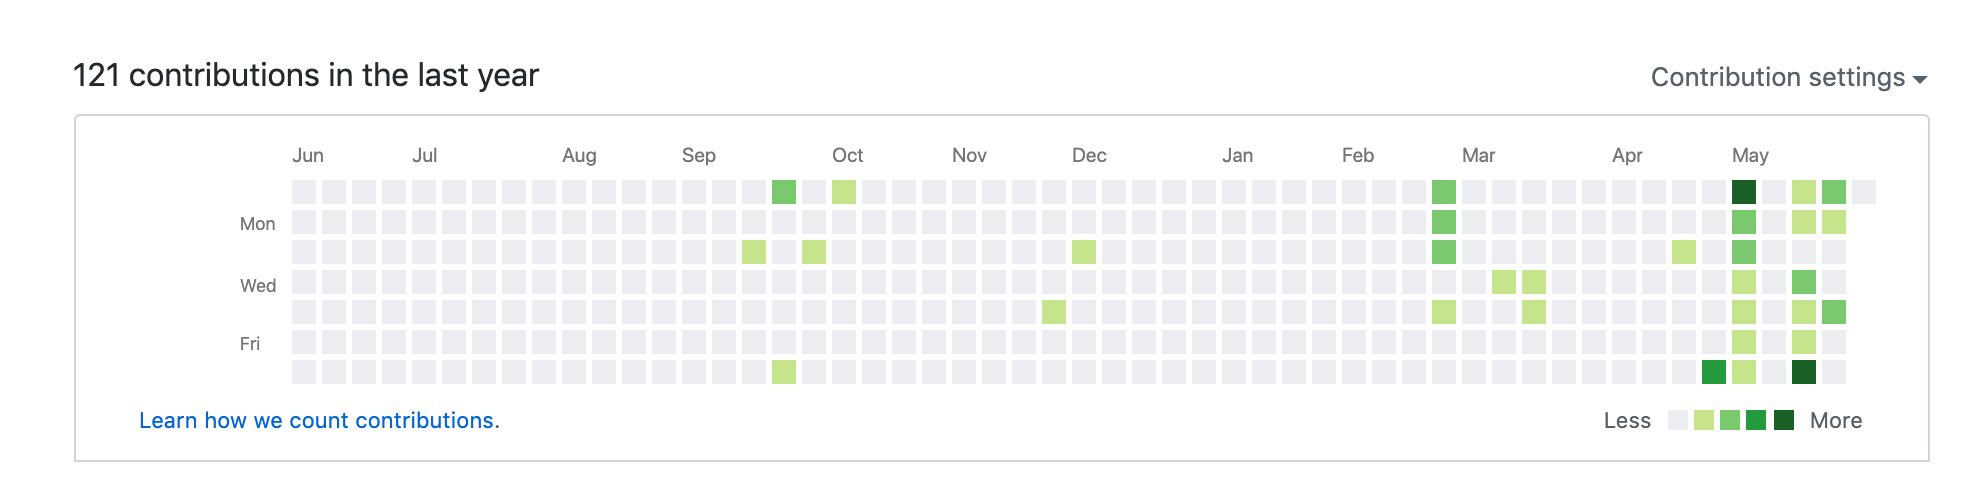 121 contributions in the last year
Contribution settings
Jun Jul Aug Sep Oct Nov Dec Jan Feb Mar Apr May
Mon
Wed
Fri
Learn how we count contributions.
Less More